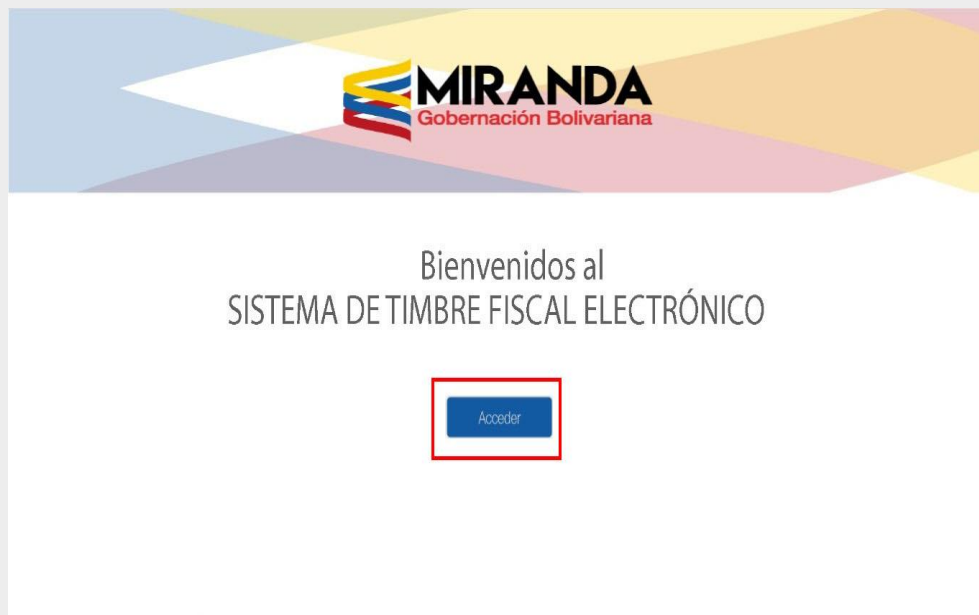 MIRANDA
Gobernación Bolivariana
Bienvenidos al
SISTEMA DE TIMBRE FISCAL ELECTRÓNICO
Acceder